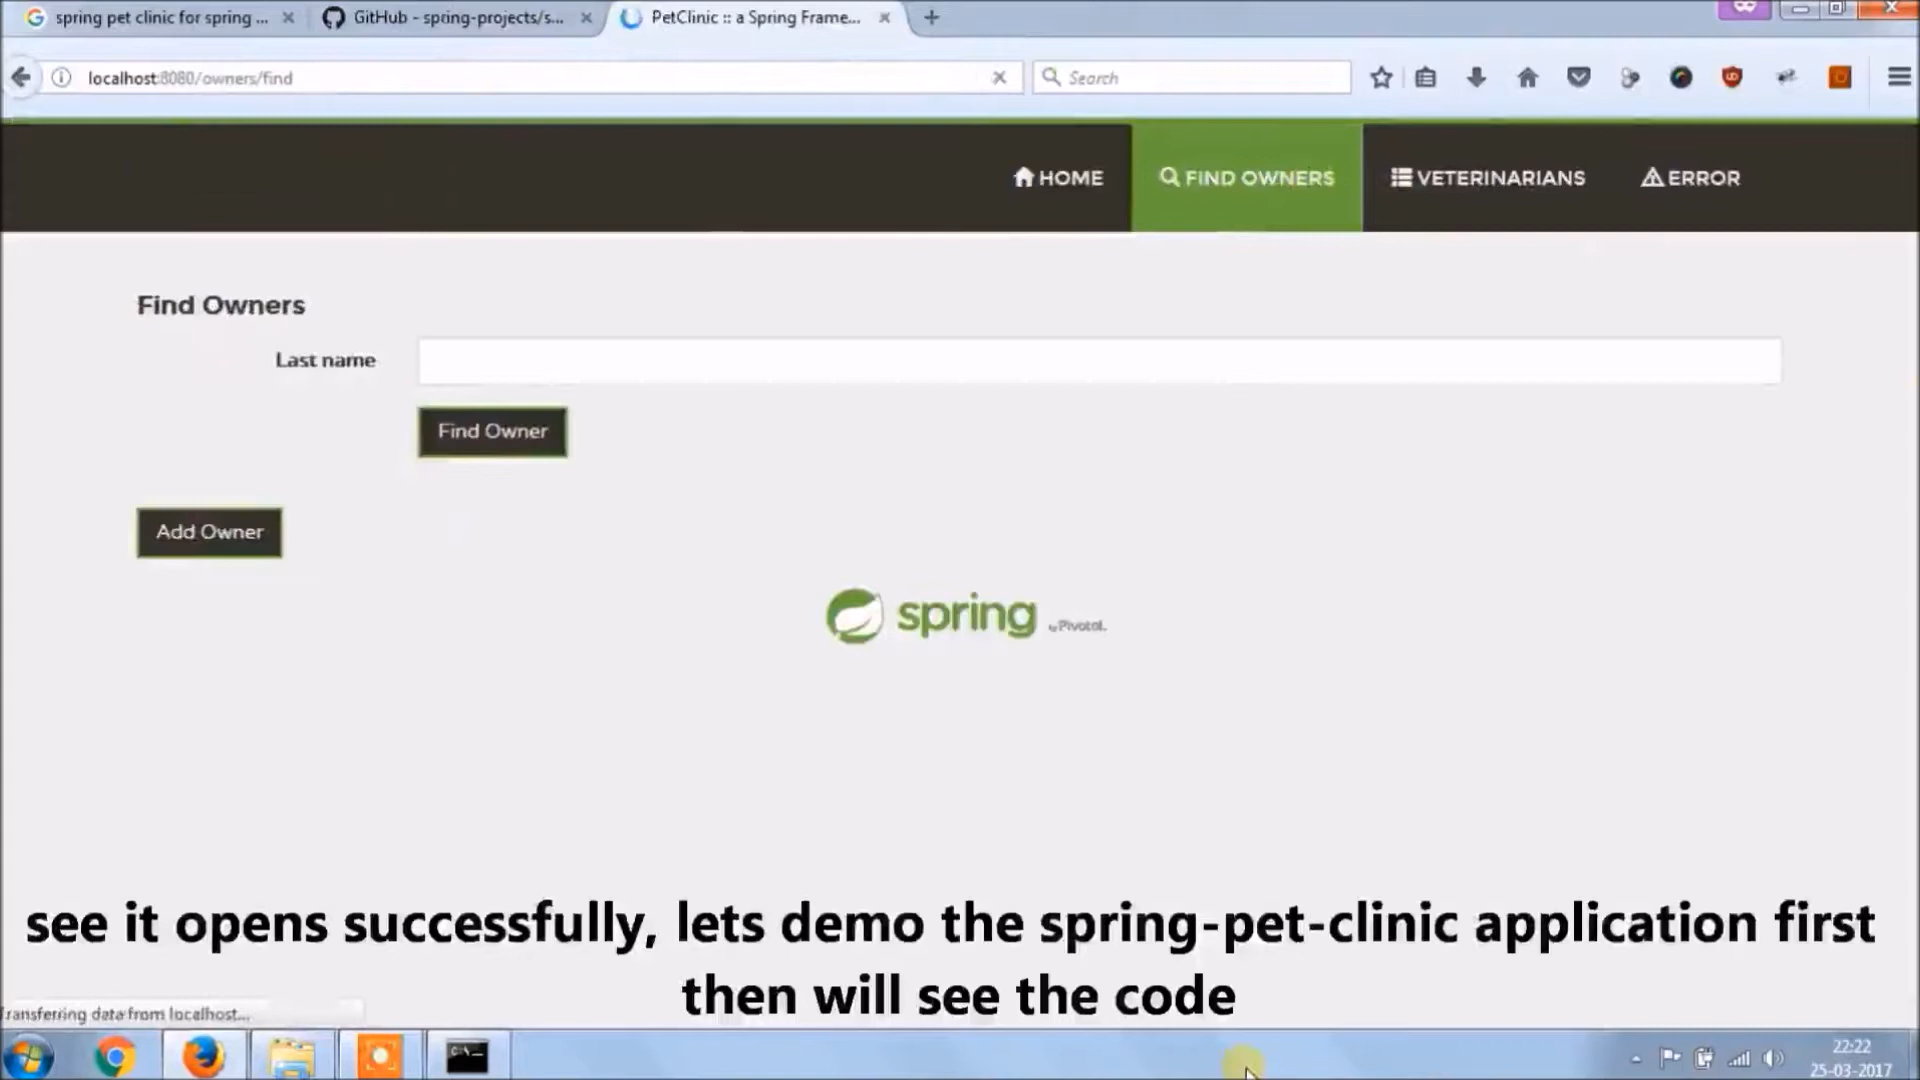 spring pet clinic for spring ...
GitHub - spring-projects/s...
PetClinic :: a Spring Frame...
localhost:8080/owners/find
Search
HOME
FIND OWNERS
VETERINARIANS
ERROR
Find Owners
Last name
Find Owner
Add Owner
spring by Pivotal.
see it opens successfully, lets demo the spring-pet-clinic application first
then will see the code
Transferring data from localhost...
22:22
25-03-2017